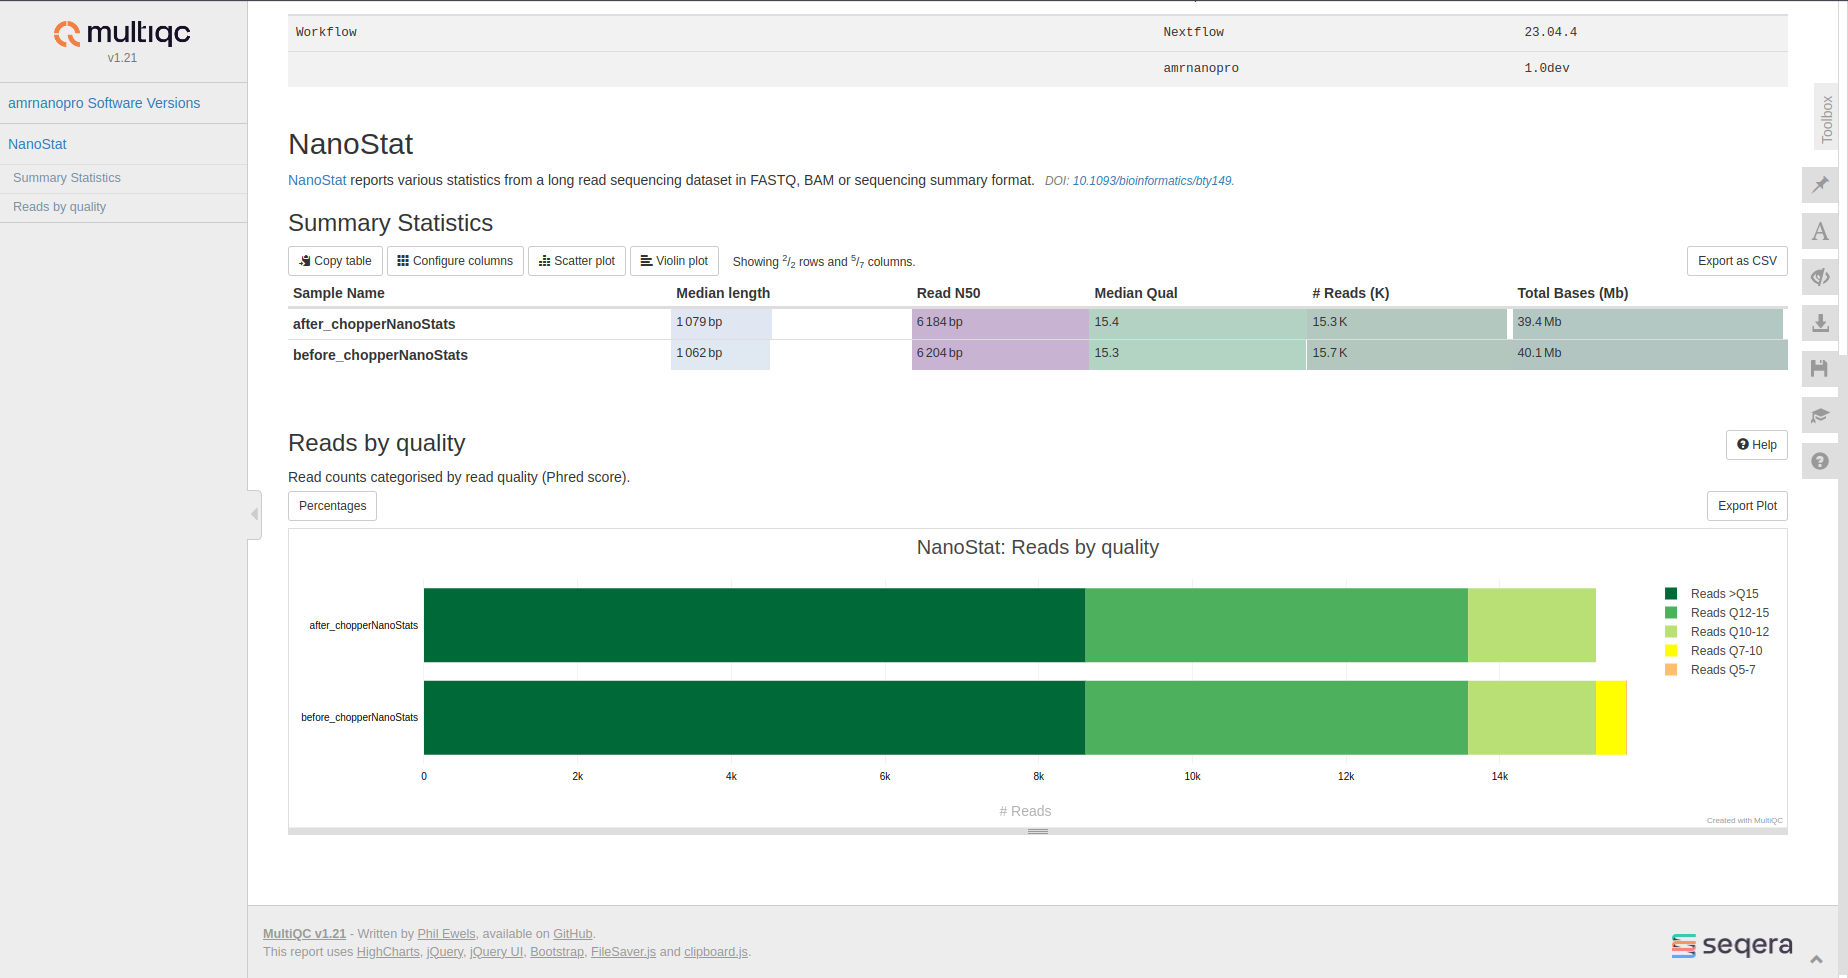 multiqc
v1.21
amrnanopro Software Versions
NanoStat
Summary Statistics
Reads by quality
Workflow Nextflow 23.04.4
amrnanopro 1.0dev
Toolbox
NanoStat
NanoStat reports various statistics from a long read sequencing dataset in FASTQ, BAM or sequencing summary format. DOI: 10.1093/bioinformatics/bty149.
Summary Statistics
Copy table Configure columns Scatter plot Violin plot Showing 2/2 rows and 5/7 columns. Export as CSV
Sample Name Median length Read N50 Median Qual # Reads (K) Total Bases (Mb)
after_chopperNanoStats 1 079 bp 6 184 bp 15.4 15.3 K 39.4 Mb
before_chopperNanoStats 1 062 bp 6 204 bp 15.3 15.7 K 40.1 Mb
Reads by quality
Help
Read counts categorised by read quality (Phred score).
Percentages Export Plot
NanoStat: Reads by quality
after_chopperNanoStats
before_chopperNanoStats
Reads >Q15
Reads Q12-15
Reads Q10-12
Reads Q7-10
Reads Q5-7
0 2k 4k 6k 8k 10k 12k 14k
# Reads
Created with MultiQC
MultiQC v1.21 - Written by Phil Ewels, available on GitHub.
This report uses HighCharts, jQuery, jQuery UI, Bootstrap, FileSaver.js and clipboard.js.
seqera